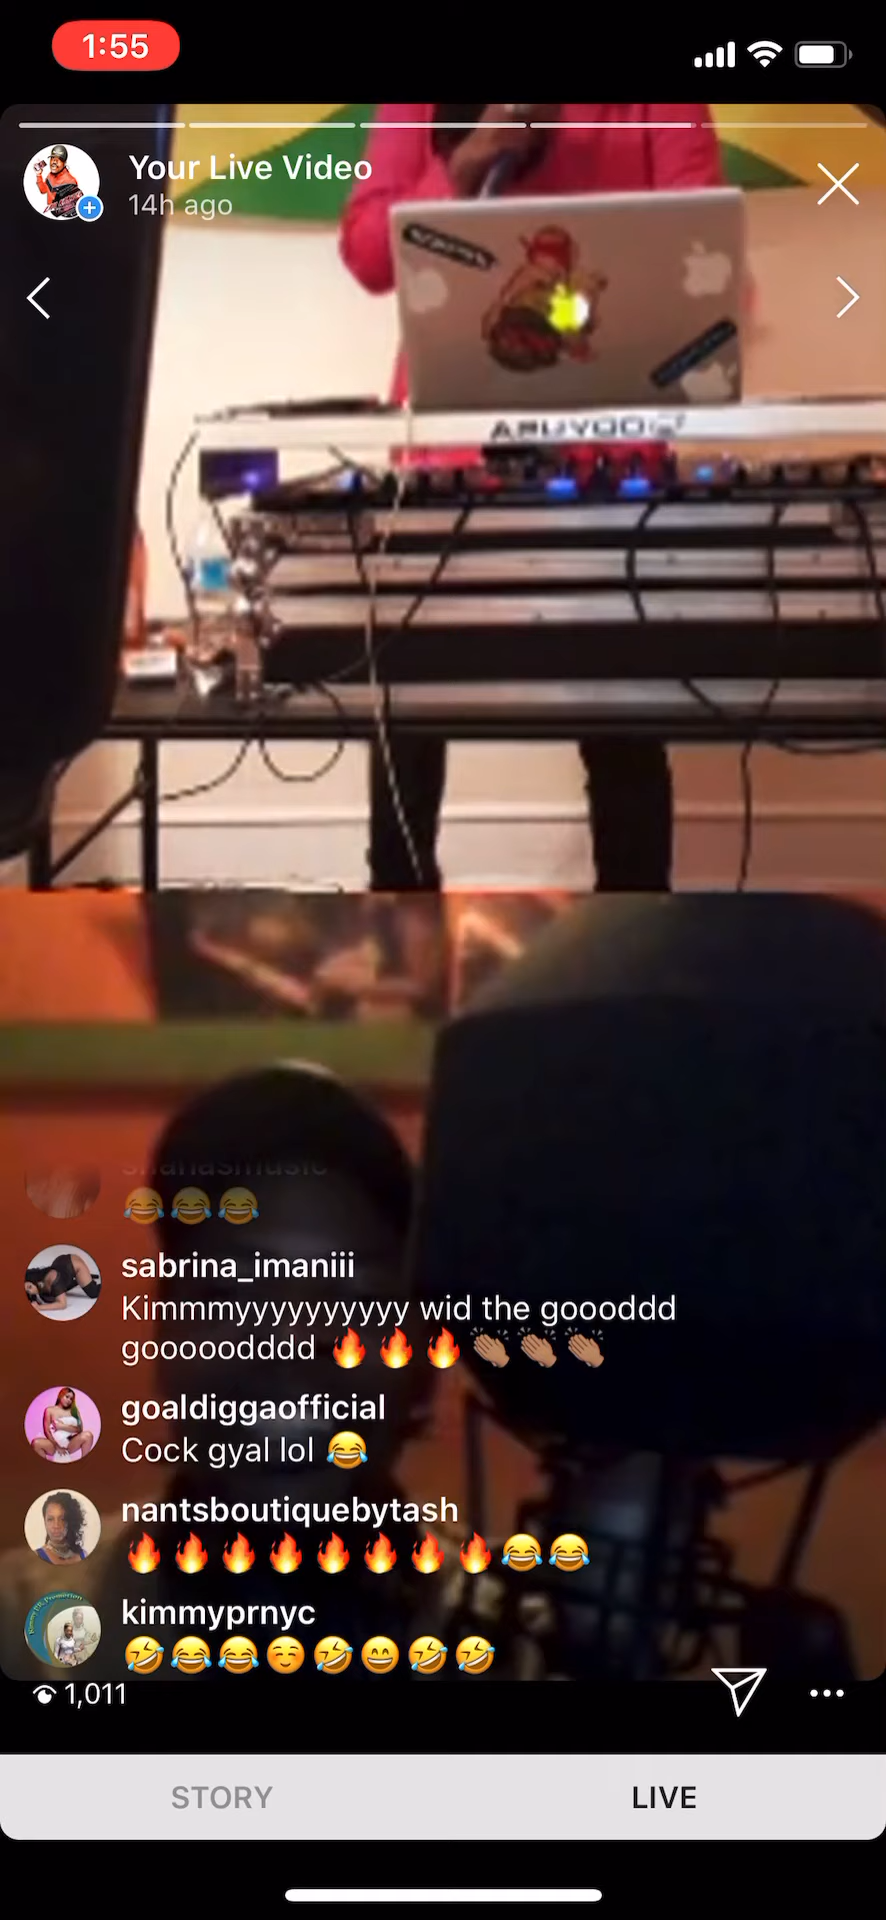 1:55
Your Live Video
14h ago
😂😂😂
sabrina_imaniii
Kimmmyyyyyyyyyy wid the goooddd
gooooodddd 🔥🔥🔥👏🏽👏🏽👏🏽
goaldiggaofficial
Cock gyal lol 😂
nantsboutiquebytash
🔥🔥🔥🔥🔥🔥🔥🔥😂😂
kimmyprnyc
🤣😂😂☺️🤣😄🤣🤣
1,011
STORY
LIVE